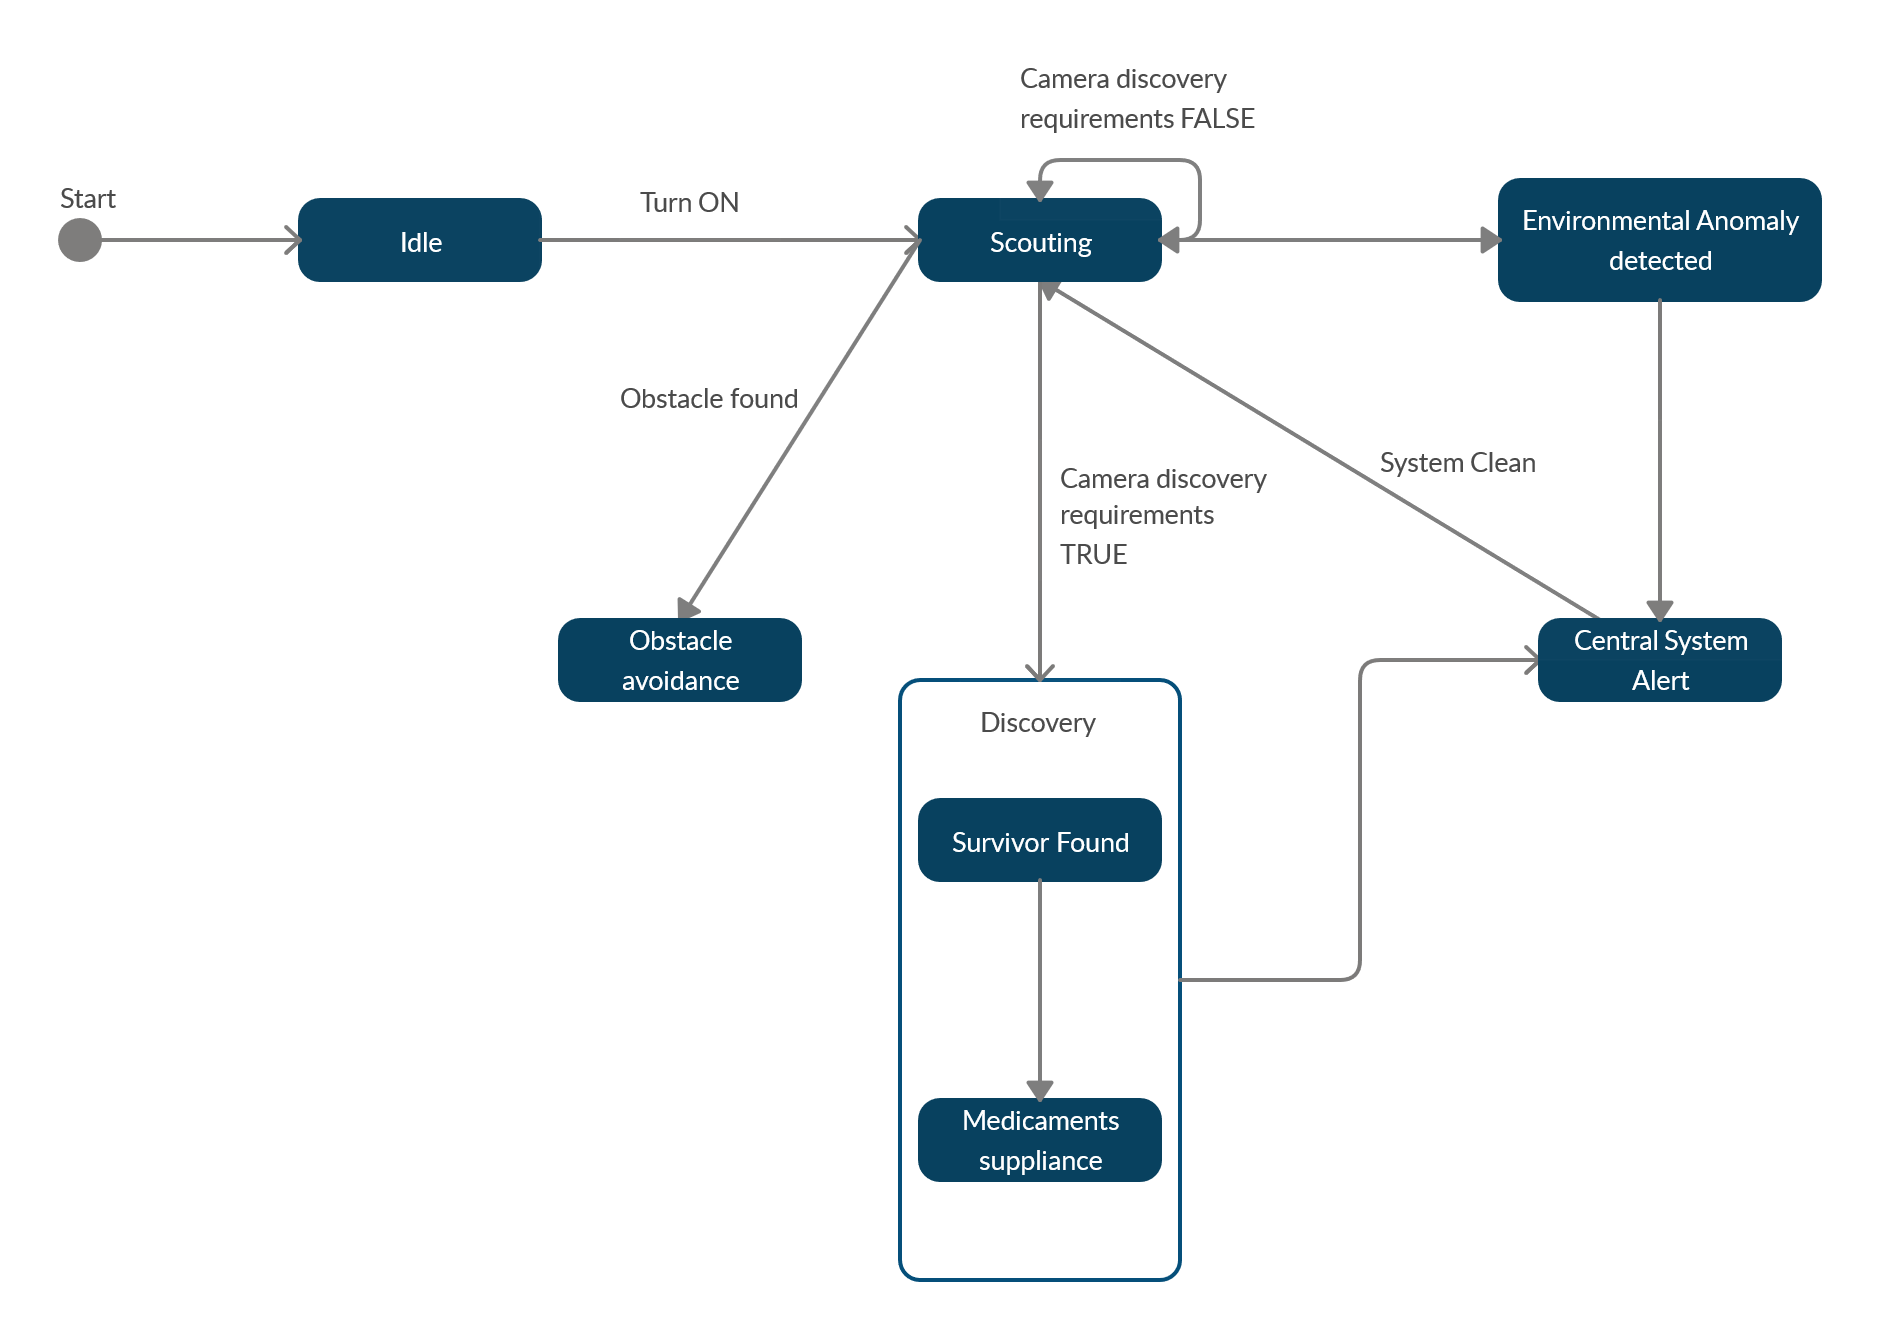 Camera discovery
requirements FALSE
Start
Turn ON
Idle
Scouting
Environmental Anomaly
detected
Obstacle found
System Clean
Camera discovery
requirements
TRUE
Obstacle
avoidance
Central System
Alert
Discovery
Survivor Found
Medicaments
suppliance